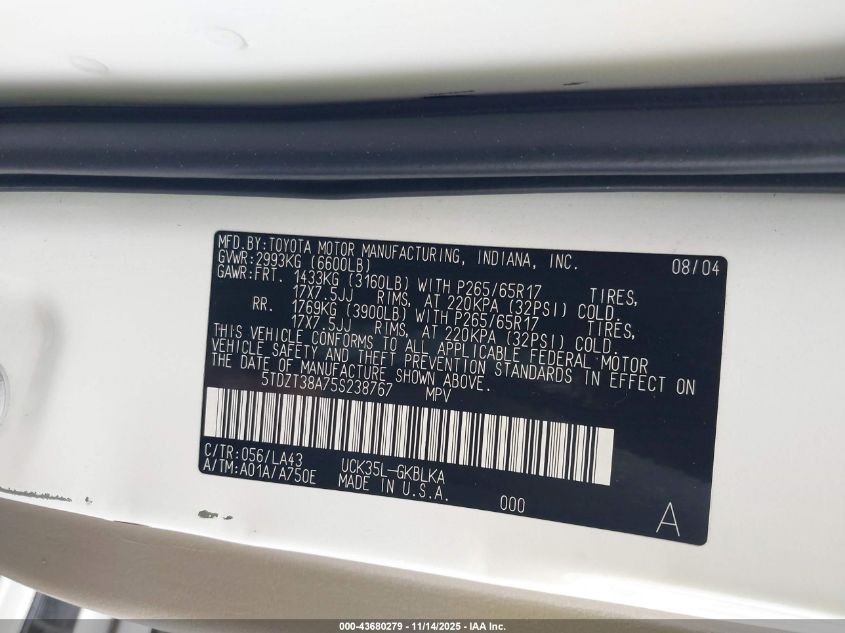 MFD.BY:TOYOTA MOTOR MANUFACTURING, INDIANA, INC. 08/04
GVWR:2993KG (6600LB)
GAWR:FRT. 1433KG (3160LB) WITH P265/65R17 TIRES,
17X7.5JJ RIMS, AT 220KPA (32PSI) COLD.
RR. 1769KG (3900LB) WITH P265/65R17 TIRES,
17X7.5JJ RIMS, AT 220KPA (32PSI) COLD.
THIS VEHICLE CONFORMS TO ALL APPLICABLE FEDERAL MOTOR
VEHICLE SAFETY AND THEFT PREVENTION STANDARDS IN EFFECT ON
THE DATE OF MANUFACTURE SHOWN ABOVE.
5TDZT38A75S238767 MPV
C/TR:056/LA43 UCK35L-GKBLKA
A/TM:A01A/A750E MADE IN U.S.A. 000 A
000-43680279 - 11/14/2025 - IAA Inc.